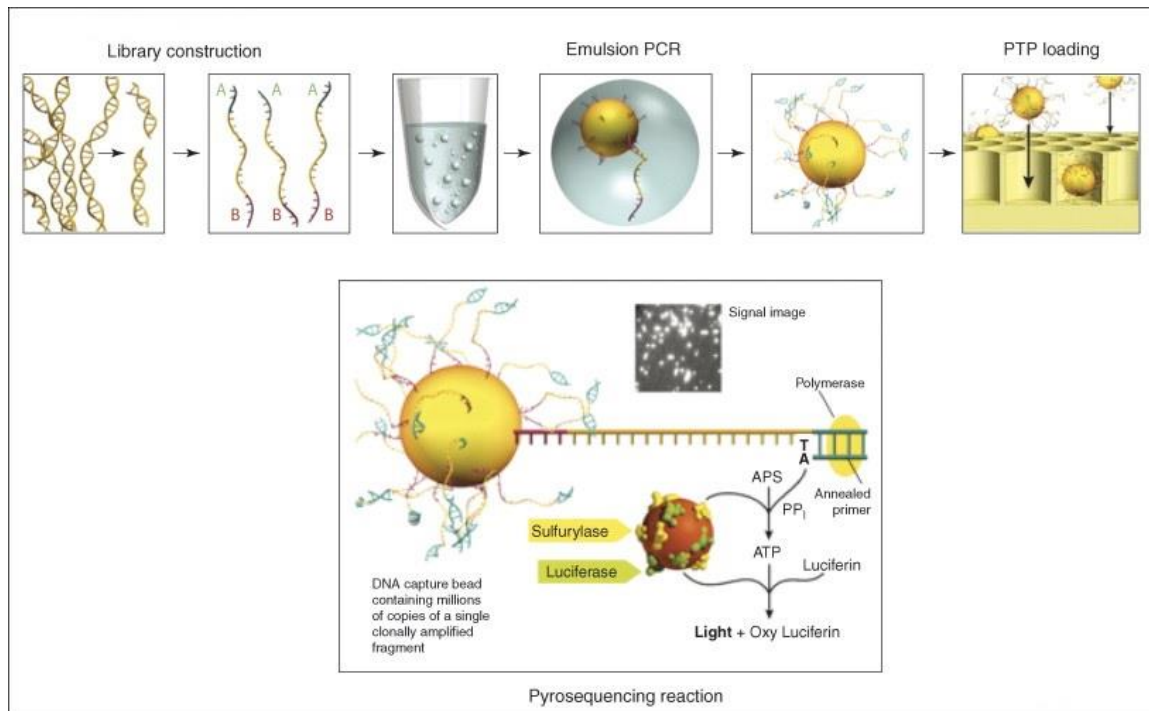 Library construction
Emulsion PCR
PTP loading
A A A
B B B
Signal image
Polymerase
T
A
Annealed
primer
APS
PPI
Sulfurylase
ATP
Luciferase
Luciferin
DNA capture bead
containing millions
of copies of a single
clonally amplified
fragment
Light + Oxy Luciferin
Pyrosequencing reaction